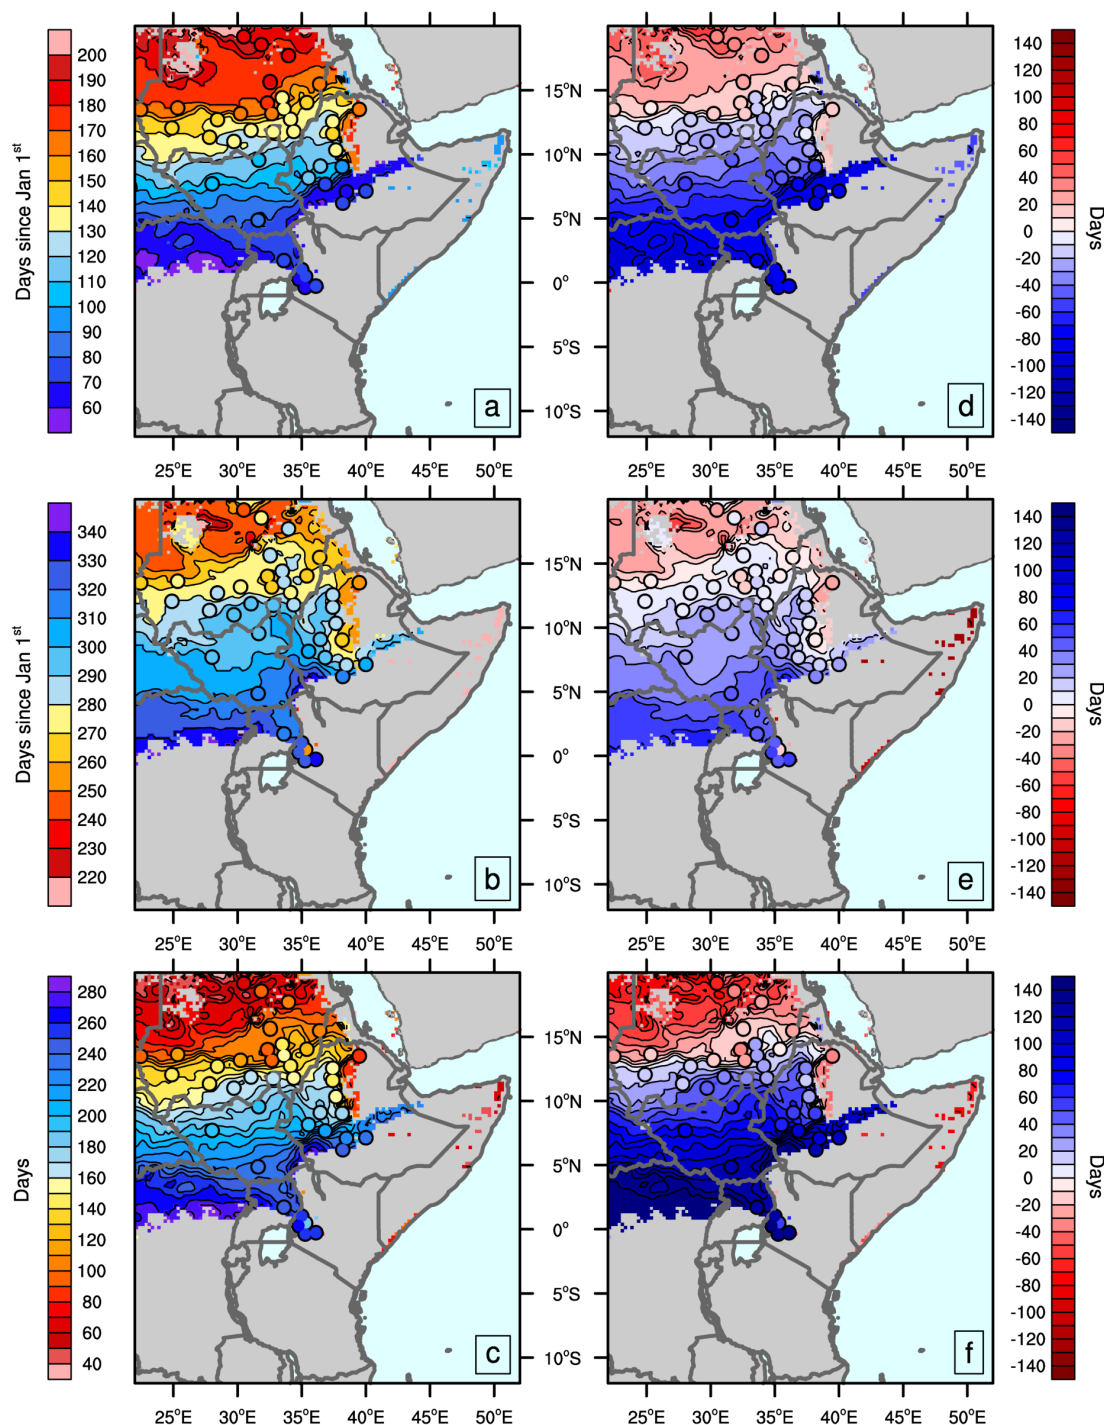 200
190
180
170
160
150
140
130
120
110
100
90
80
70
60
Days since Jan 1st
a
25°E 30°E 35°E 40°E 45°E 50°E
15°N
10°N
5°N
0°
5°S
10°S
d
25°E 30°E 35°E 40°E 45°E 50°E
140
120
100
80
60
40
20
0
-20
-40
-60
-80
-100
-120
-140
Days
340
330
320
310
300
290
280
270
260
250
240
230
220
Days since Jan 1st
b
25°E 30°E 35°E 40°E 45°E 50°E
15°N
10°N
5°N
0°
5°S
10°S
e
25°E 30°E 35°E 40°E 45°E 50°E
140
120
100
80
60
40
20
0
-20
-40
-60
-80
-100
-120
-140
Days
280
260
240
220
200
180
160
140
120
100
80
60
40
Days
c
25°E 30°E 35°E 40°E 45°E 50°E
15°N
10°N
5°N
0°
5°S
10°S
f
25°E 30°E 35°E 40°E 45°E 50°E
140
120
100
80
60
40
20
0
-20
-40
-60
-80
-100
-120
-140
Days